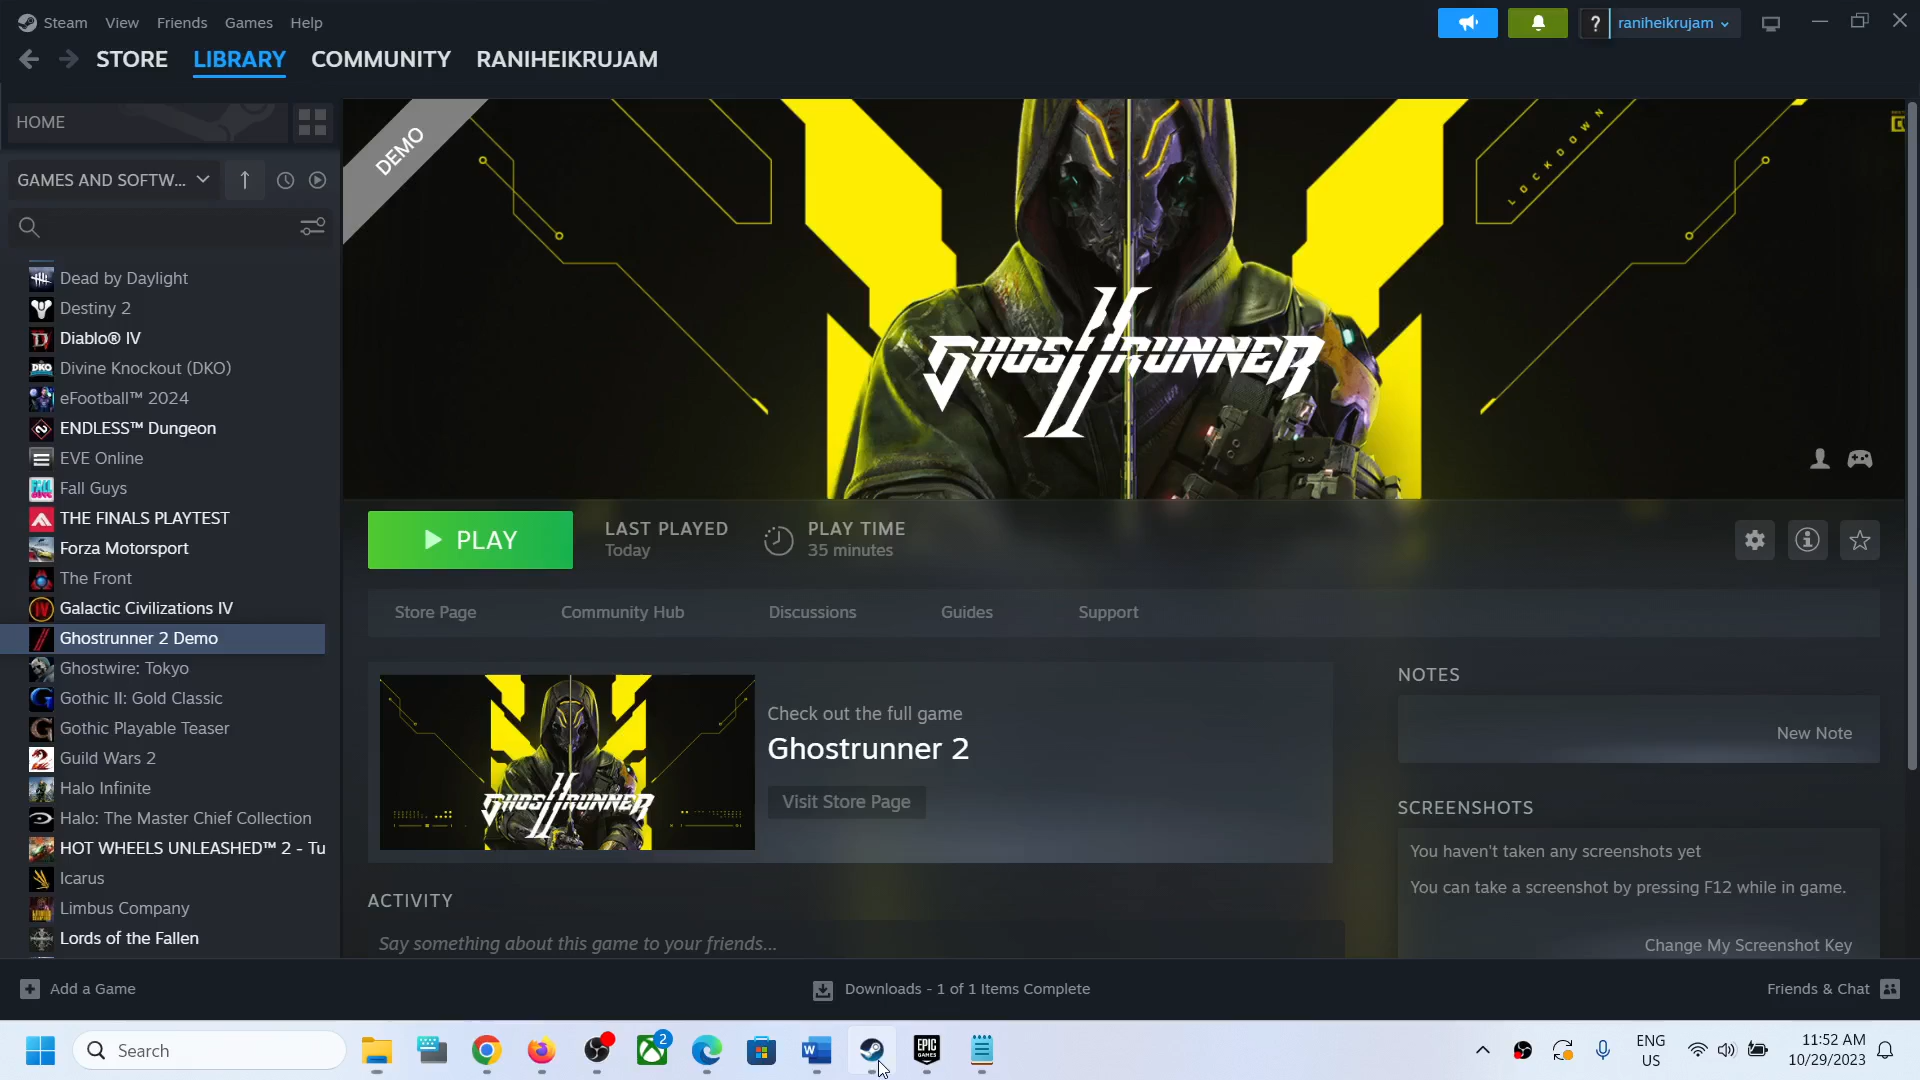 Steam View Friends Games Help
? raniheikrujam
STORE LIBRARY COMMUNITY RANIHEIKRUJAM
HOME
GAMES AND SOFTW...
Dead by Daylight
Destiny 2
Diablo® IV
DKO Divine Knockout (DKO)
eFootball™ 2024
ENDLESS™ Dungeon
EVE Online
Fall Guys
THE FINALS PLAYTEST
Forza Motorsport
The Front
Galactic Civilizations IV
Ghostrunner 2 Demo
Ghostwire: Tokyo
Gothic II: Gold Classic
Gothic Playable Teaser
Guild Wars 2
Halo Infinite
Halo: The Master Chief Collection
HOT WHEELS UNLEASHED™ 2 - Tu
Icarus
Limbus Company
Lords of the Fallen
DEMO
LOCKDOWN
GHOSTRUNNER II
PLAY
LAST PLAYED
Today
PLAY TIME
35 minutes
Store Page Community Hub Discussions Guides Support
GHOSTRUNNER II
Check out the full game
Ghostrunner 2
Visit Store Page
NOTES
New Note
SCREENSHOTS
You haven't taken any screenshots yet
You can take a screenshot by pressing F12 while in game.
Change My Screenshot Key
ACTIVITY
Say something about this game to your friends...
Add a Game
Downloads - 1 of 1 Items Complete
Friends & Chat
Search
2
EPIC GAMES
ENG
US
11:52 AM
10/29/2023